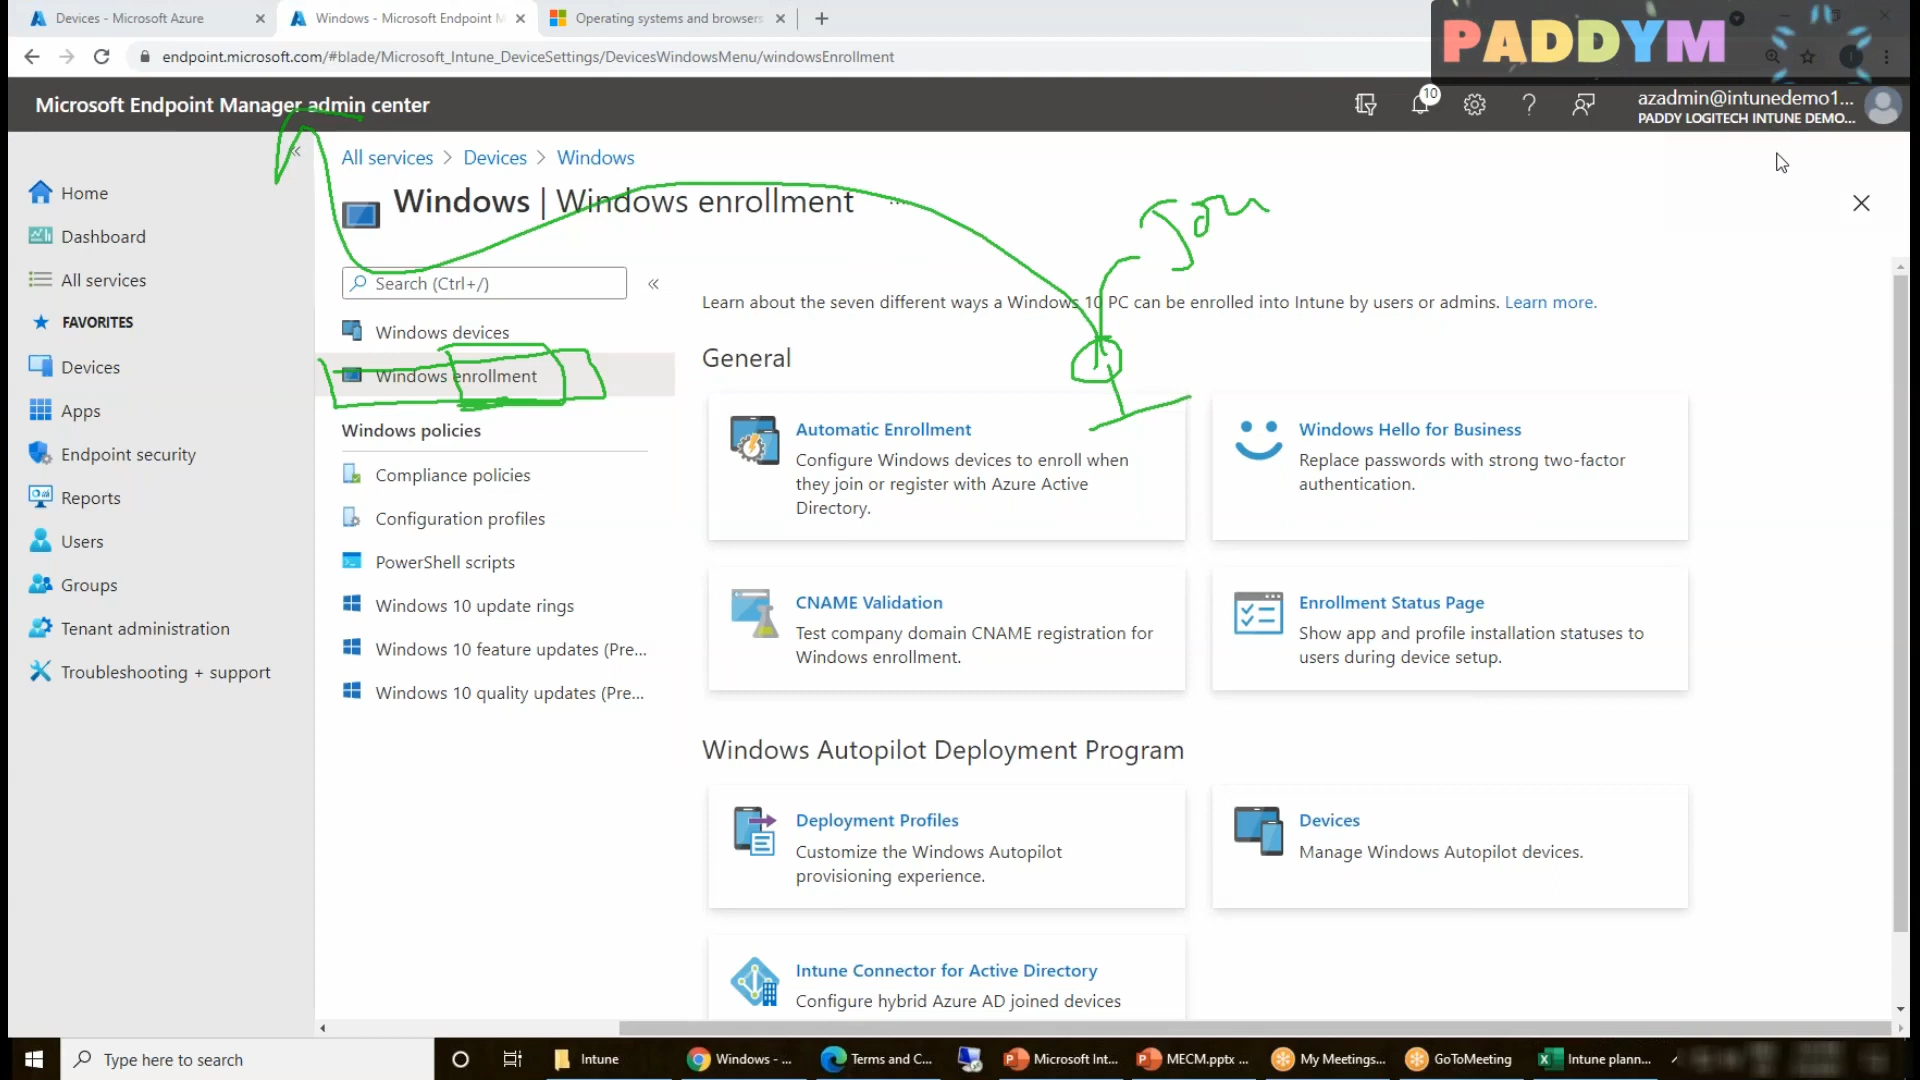 Devices - Microsoft Azure
Windows - Microsoft Endpoint M
Operating systems and browsers
PADDYM
endpoint.microsoft.com/#blade/Microsoft_Intune_DeviceSettings/DevicesWindowsMenu/windowsEnrollment
Microsoft Endpoint Manager admin center
10
azadmin@intunedemo1...
PADDY LOGITECH INTUNE DEMO...
All services > Devices > Windows
Windows | Windows enrollment ...
Home
Dashboard
All services
FAVORITES
Devices
Apps
Endpoint security
Reports
Users
Groups
Tenant administration
Troubleshooting + support
Search (Ctrl+/)
Windows devices
Windows enrollment
Windows policies
Compliance policies
Configuration profiles
PowerShell scripts
Windows 10 update rings
Windows 10 feature updates (Pre...
Windows 10 quality updates (Pre...
Learn about the seven different ways a Windows 10 PC can be enrolled into Intune by users or admins. Learn more.
General
Automatic Enrollment
Configure Windows devices to enroll when
they join or register with Azure Active
Directory.
Windows Hello for Business
Replace passwords with strong two-factor
authentication.
CNAME Validation
Test company domain CNAME registration for
Windows enrollment.
Enrollment Status Page
Show app and profile installation statuses to
users during device setup.
Windows Autopilot Deployment Program
Deployment Profiles
Customize the Windows Autopilot
provisioning experience.
Devices
Manage Windows Autopilot devices.
Intune Connector for Active Directory
Configure hybrid Azure AD joined devices
Type here to search
Intune
Windows - ...
Terms and C...
Microsoft Int...
MECM.pptx ...
My Meetings...
GoToMeeting
Intune plann...